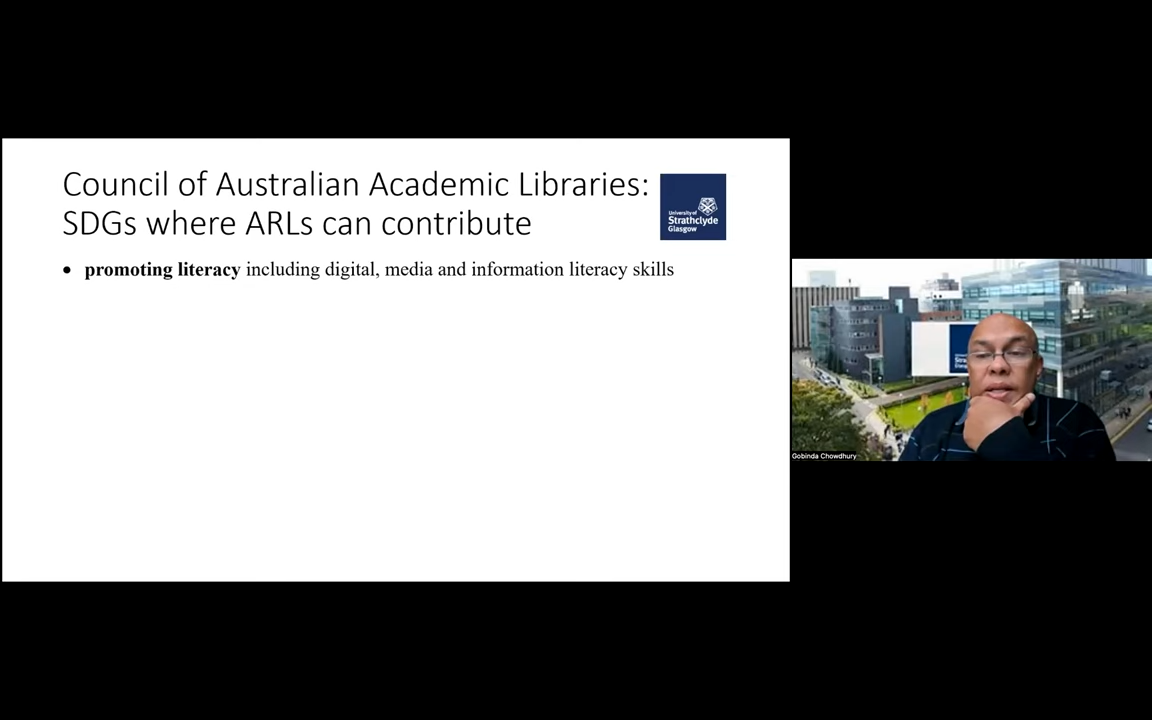 Council of Australian Academic Libraries:
SDGs where ARLs can contribute
University of
Strathclyde
Glasgow
• promoting literacy including digital, media and information literacy skills
Gobinda Chowdhury